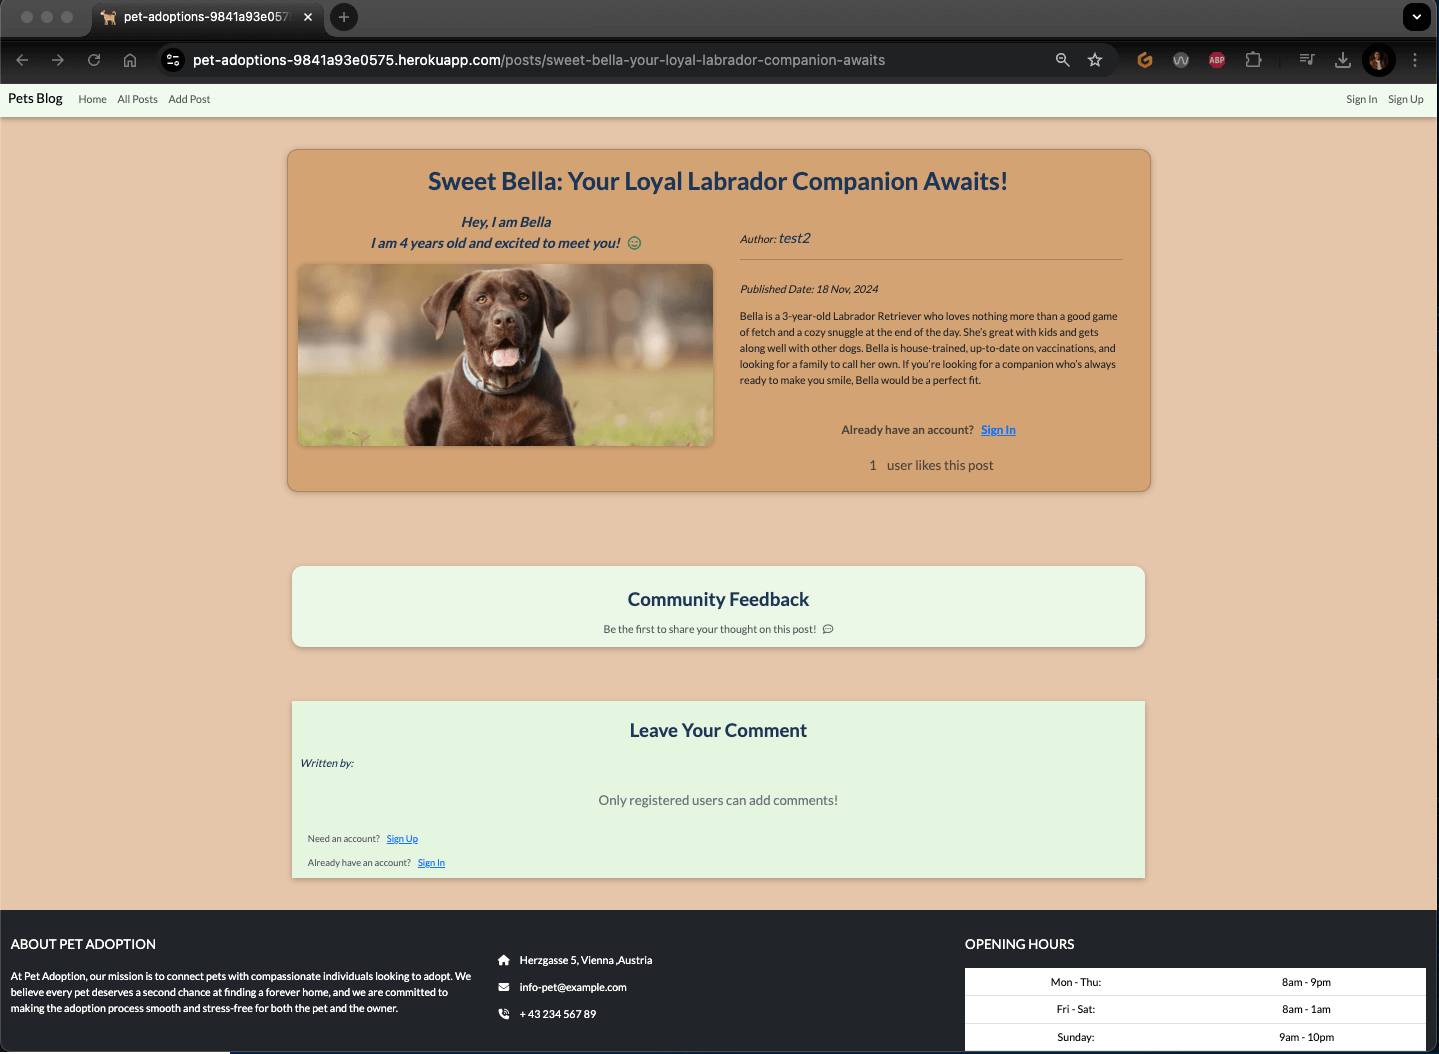 pet-adoptions-9841a93e057
pet-adoptions-9841a93e0575.herokuapp.com/posts/sweet-bella-your-loyal-labrador-companion-awaits
ABP
Pets Blog Home All Posts Add Post Sign In Sign Up
Sweet Bella: Your Loyal Labrador Companion Awaits!
Hey, I am Bella
I am 4 years old and excited to meet you!
Author: test2
Published Date: 18 Nov, 2024
Bella is a 3-year-old Labrador Retriever who loves nothing more than a good game
of fetch and a cozy snuggle at the end of the day. She's great with kids and gets
along well with other dogs. Bella is house-trained, up-to-date on vaccinations, and
looking for a family to call her own. If you're looking for a companion who's always
ready to make you smile, Bella would be a perfect fit.
Already have an account? Sign In
1 user likes this post
Community Feedback
Be the first to share your thought on this post!
Leave Your Comment
Written by:
Only registered users can add comments!
Need an account? Sign Up
Already have an account? Sign In
ABOUT PET ADOPTION
At Pet Adoption, our mission is to connect pets with compassionate individuals looking to adopt. We
believe every pet deserves a second chance at finding a forever home, and we are committed to
making the adoption process smooth and stress-free for both the pet and the owner.
Herzgasse 5, Vienna ,Austria
info-pet@example.com
+ 43 234 567 89
OPENING HOURS
Mon - Thu: 8am - 9pm
Fri - Sat: 8am - 1am
Sunday: 9am - 10pm